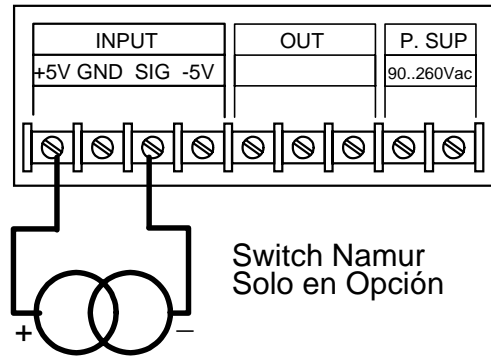 INPUT OUT P. SUP
+5V GND SIG -5V 90..260Vac
Switch Namur
Solo en Opción
+ –